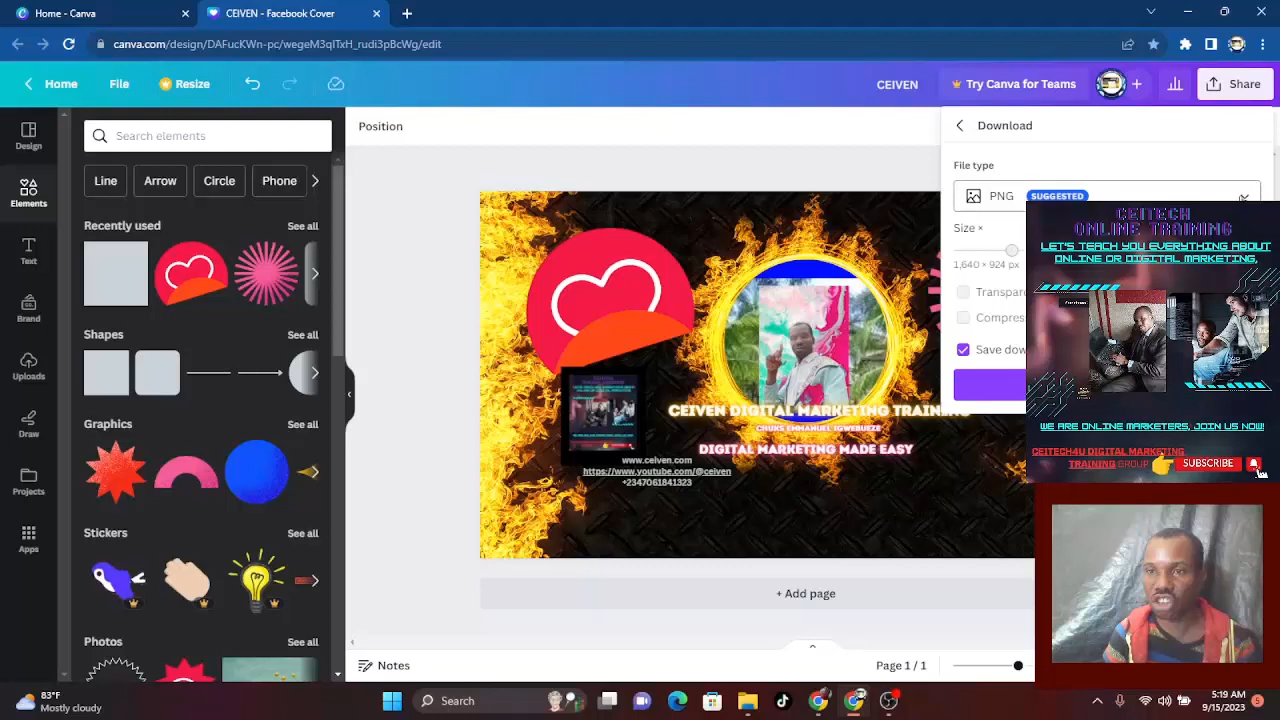 Home - Canva
CEIVEN - Facebook Cover
canva.com/design/DAFucKWn-pc/wegeM3qITxH_rudi3pBcWg/edit
Home
File
Resize
CEIVEN
Try Canva for Teams
Share
Design
Elements
Text
Brand
Uploads
Draw
Projects
Apps
Search elements
Line
Arrow
Circle
Phone
Recently used
See all
Shapes
See all
Graphics
See all
Stickers
See all
Photos
See all
Position
CEIVEN DIGITAL MARKETING TRAINING
CHUKS EMMANUEL IGWEBUEZE
DIGITAL MARKETING MADE EASY
www.ceiven.com
https://www.youtube.com/@ceiven
+2347061841323
+ Add page
Notes
Page 1 / 1
Download
File type
PNG
SUGGESTED
Size ×
1,640 × 924 px
Transpar
Compres
Save dow
CEITECH
ONLINE TRAINING
LET'S TEACH YOU EVERYTHING ABOUT
ONLINE OR DIGITAL MARKETING,
WE ARE ONLINE MARKETERS, JOIN US NOW
CEITECH4U DIGITAL MARKETING
TRAINING GROUP
SUBSCRIBE
83°F
Mostly cloudy
Search
5:19 AM
9/15/2023
5